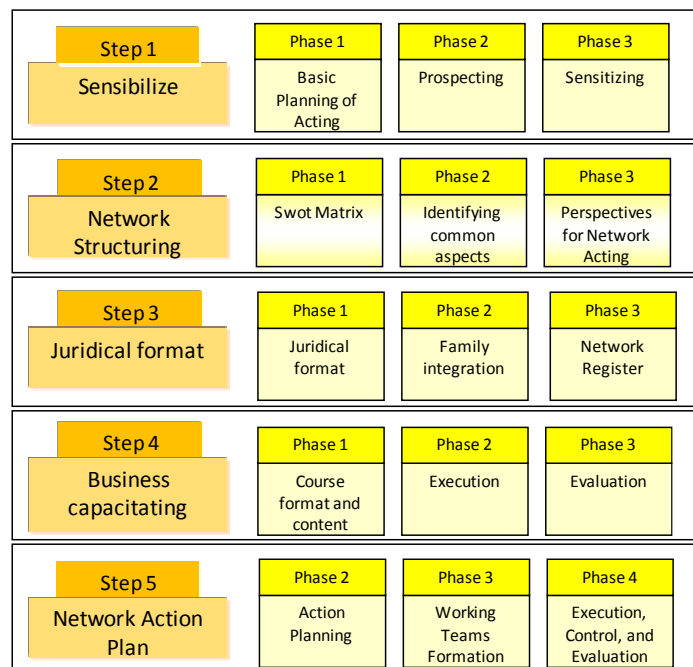 Step 1
Sensibilize
Phase 1
Basic
Planning of
Acting
Phase 2
Prospecting
Phase 3
Sensitizing
Step 2
Network
Structuring
Phase 1
Swot Matrix
Phase 2
Identifying
common
aspects
Phase 3
Perspectives
for Network
Acting
Step 3
Juridical format
Phase 1
Juridical
format
Phase 2
Family
integration
Phase 3
Network
Register
Step 4
Business
capacitating
Phase 1
Course
format and
content
Phase 2
Execution
Phase 3
Evaluation
Step 5
Network Action
Plan
Phase 2
Action
Planning
Phase 3
Working
Teams
Formation
Phase 4
Execution,
Control, and
Evaluation